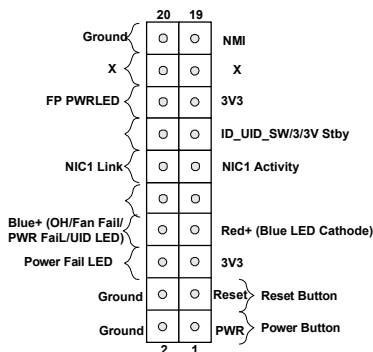 20 19
Ground NMI
X X
FP PWRLED 3V3
ID_UID_SW/3/3V Stby
NIC1 Link NIC1 Activity
Blue+ (OH/Fan Fail/
PWR FaiL/UID LED)
Red+ (Blue LED Cathode)
Power Fail LED 3V3
Ground Reset Reset Button
Ground PWR Power Button
2 1